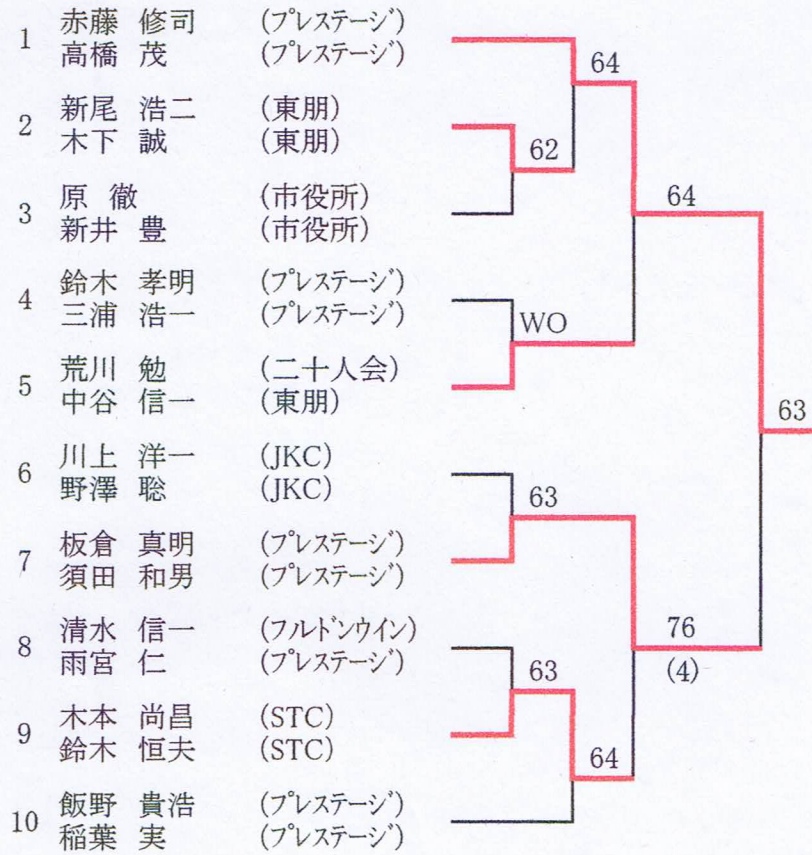 1 赤藤 修司 (プレステージ)
高橋 茂 (プレステージ)
64
2 新尾 浩二 (東朋)
木下 誠 (東朋)
62
3 原 徹 (市役所)
新井 豊 (市役所)
64
4 鈴木 孝明 (プレステージ)
三浦 浩一 (プレステージ)
WO
5 荒川 勉 (二十人会)
中谷 信一 (東朋)
63
6 川上 洋一 (JKC)
野澤 聡 (JKC)
63
7 板倉 真明 (プレステージ)
須田 和男 (プレステージ)
8 清水 信一 (フルドンウイン)
雨宮 仁 (プレステージ)
76
(4)
63
9 木本 尚昌 (STC)
鈴木 恒夫 (STC)
64
10 飯野 貴浩 (プレステージ)
稲葉 実 (プレステージ)